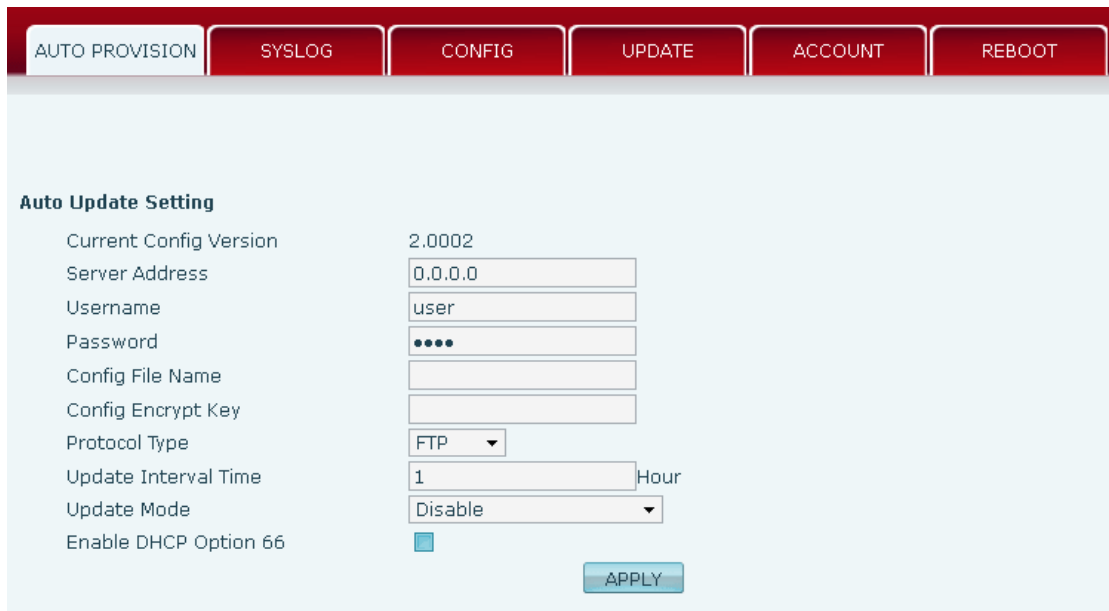 AUTO PROVISION SYSLOG CONFIG UPDATE ACCOUNT REBOOT
Auto Update Setting
Current Config Version 2.0002
Server Address 0.0.0.0
Username user
Password ••••
Config File Name
Config Encrypt Key
Protocol Type FTP
Update Interval Time 1 Hour
Update Mode Disable
Enable DHCP Option 66
APPLY